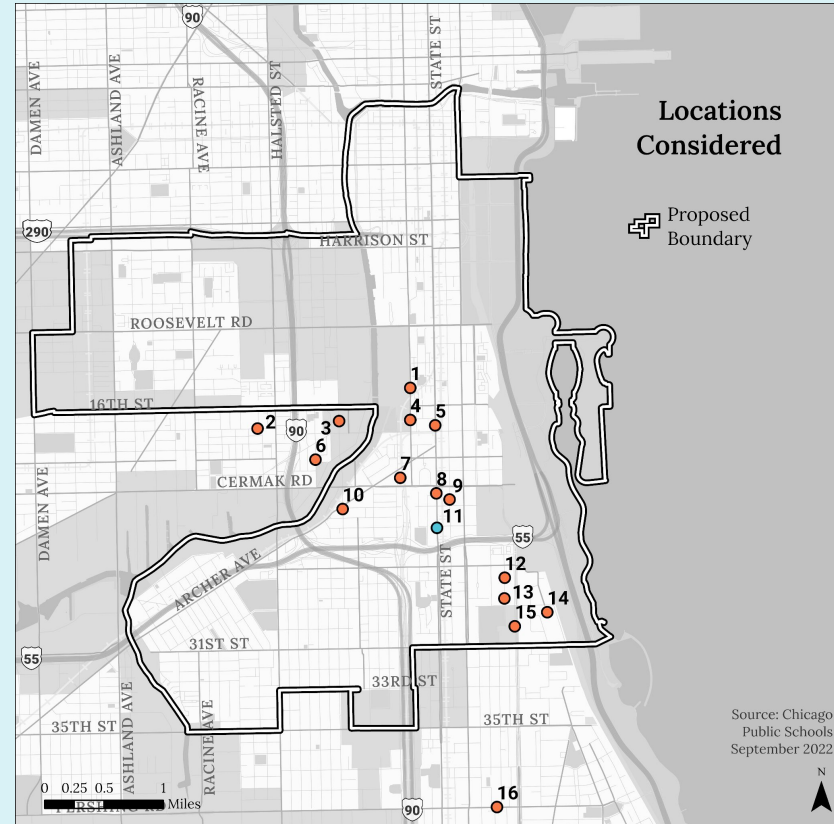 90
STATE ST
DAMEN AVE
ASHLAND AVE
RACINE AVE
HALSTED ST
Locations
Considered
Proposed
Boundary
290
HARRISON ST
ROOSEVELT RD
1
16TH ST
2
90
3
4
5
6
7
CERMAK RD
8
9
10
11
DAMEN AVE
55
ARCHER AVE
STATE ST
12
13
14
15
31ST ST
55
33RD ST
ASHLAND AVE
RACINE AVE
35TH ST
35TH ST
Source: Chicago
Public Schools
September 2022
N
16
0 0.25 0.5 1
Miles
PERSHING RD
90